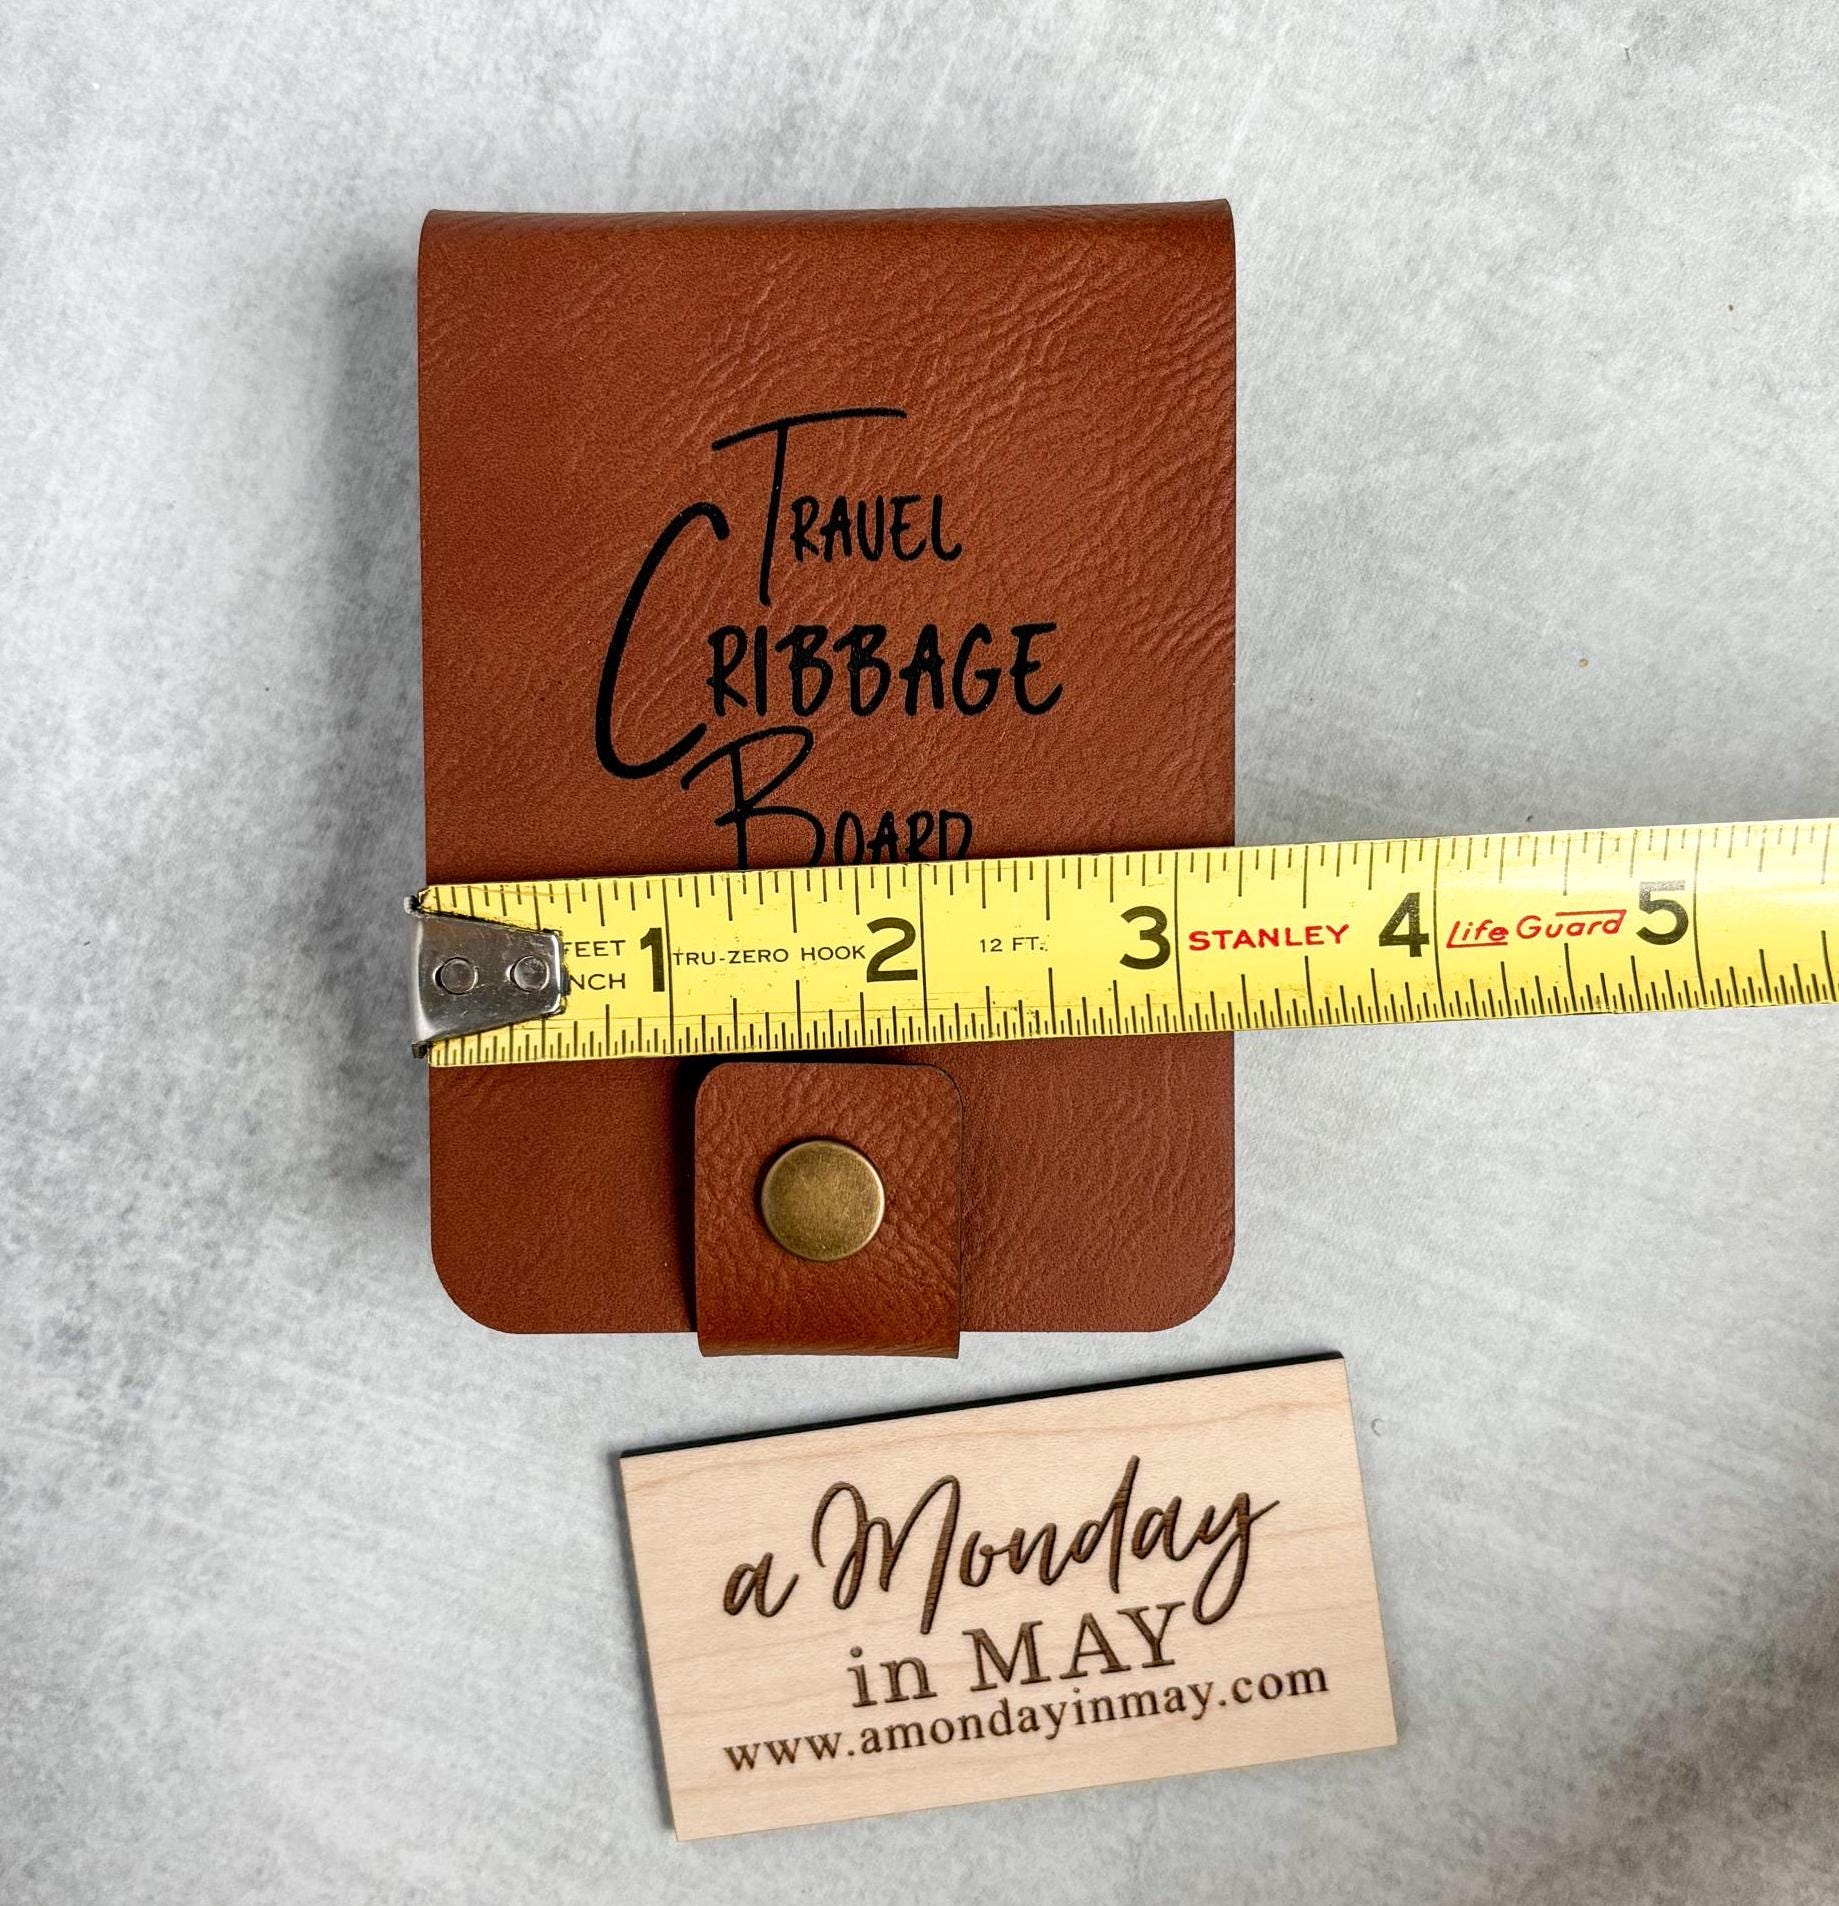 TRAVEL
CRIBBAGE
BOARD
FEET 1 TRU-ZERO HOOK 2 12 FT. 3 STANLEY 4 LifeGuard 5
NCH
a Monday
in MAY
www.amondayinmay.com